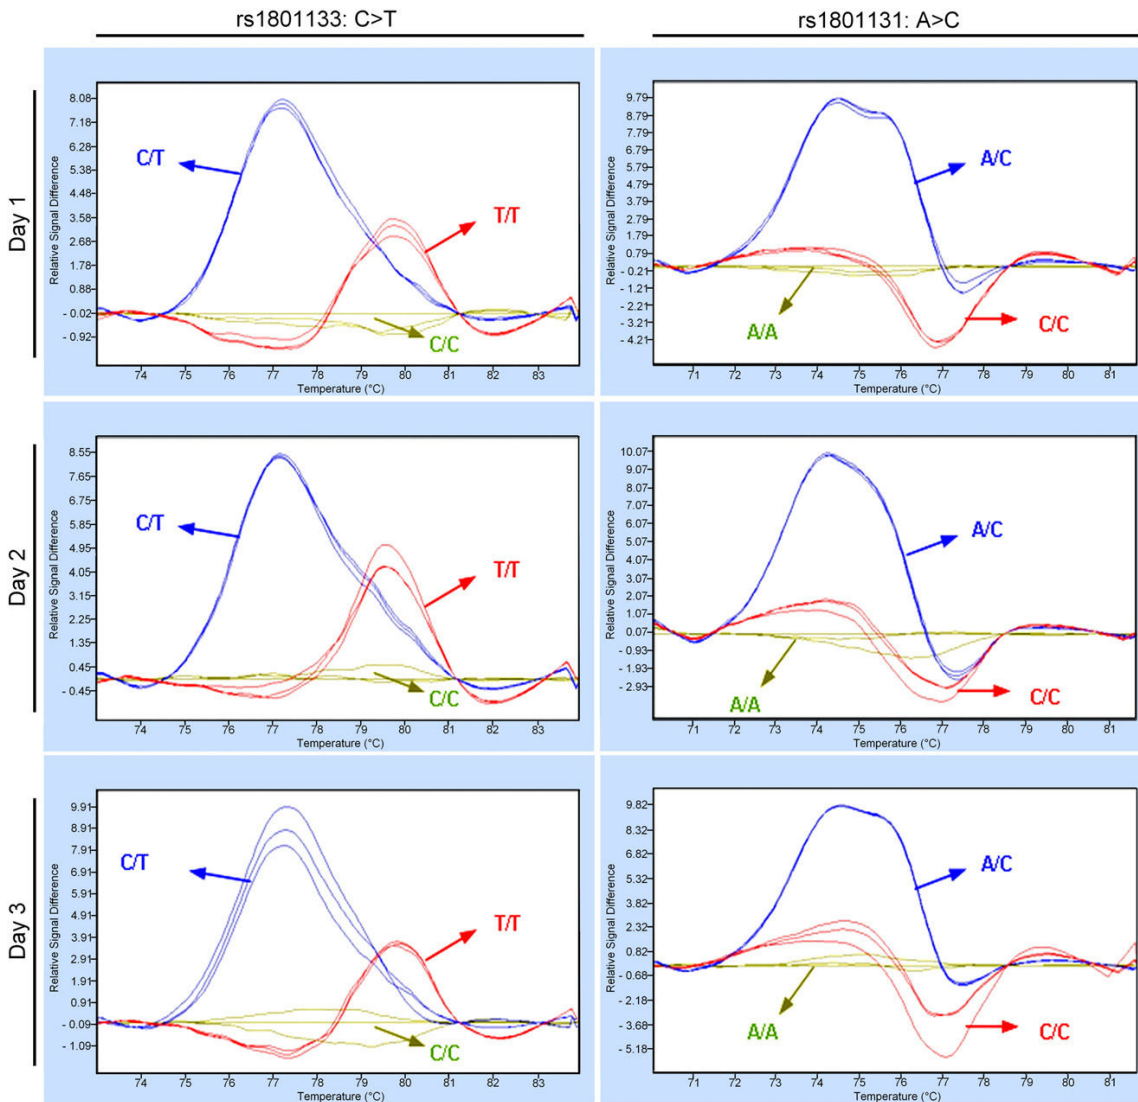 rs1801133: C>T
rs1801131: A>C
Day 1
Relative Signal Difference
8.08
7.18
6.28
5.38
4.48
3.58
2.68
1.78
0.88
- 0.02
- 0.92
C/T
T/T
C/C
74 75 76 77 78 79 80 81 82 83
Temperature (°C)
Relative Signal Difference
9.79
8.79
7.79
6.79
5.79
4.79
3.79
2.79
1.79
0.79
- 0.21
- 1.21
- 2.21
- 3.21
- 4.21
A/C
A/A
C/C
71 72 73 74 75 76 77 78 79 80 81
Temperature (°C)
Day 2
Relative Signal Difference
8.55
7.65
6.75
5.85
4.95
4.05
3.15
2.25
1.35
0.45
- 0.45
C/T
T/T
C/C
74 75 76 77 78 79 80 81 82 83
Temperature (°C)
Relative Signal Difference
10.07
9.07
8.07
7.07
6.07
5.07
4.07
3.07
2.07
1.07
0.07
- 0.93
- 1.93
- 2.93
A/C
A/A
C/C
71 72 73 74 75 76 77 78 79 80 81
Temperature (°C)
Day 3
Relative Signal Difference
9.91
8.91
7.91
6.91
5.91
4.91
3.91
2.91
1.91
0.91
- 0.09
- 1.09
C/T
T/T
C/C
74 75 76 77 78 79 80 81 82 83
Temperature (°C)
Relative Signal Difference
9.82
8.32
6.82
5.32
3.82
2.32
0.82
- 0.68
- 2.18
- 3.68
- 5.18
A/C
A/A
C/C
71 72 73 74 75 76 77 78 79 80 81
Temperature (°C)